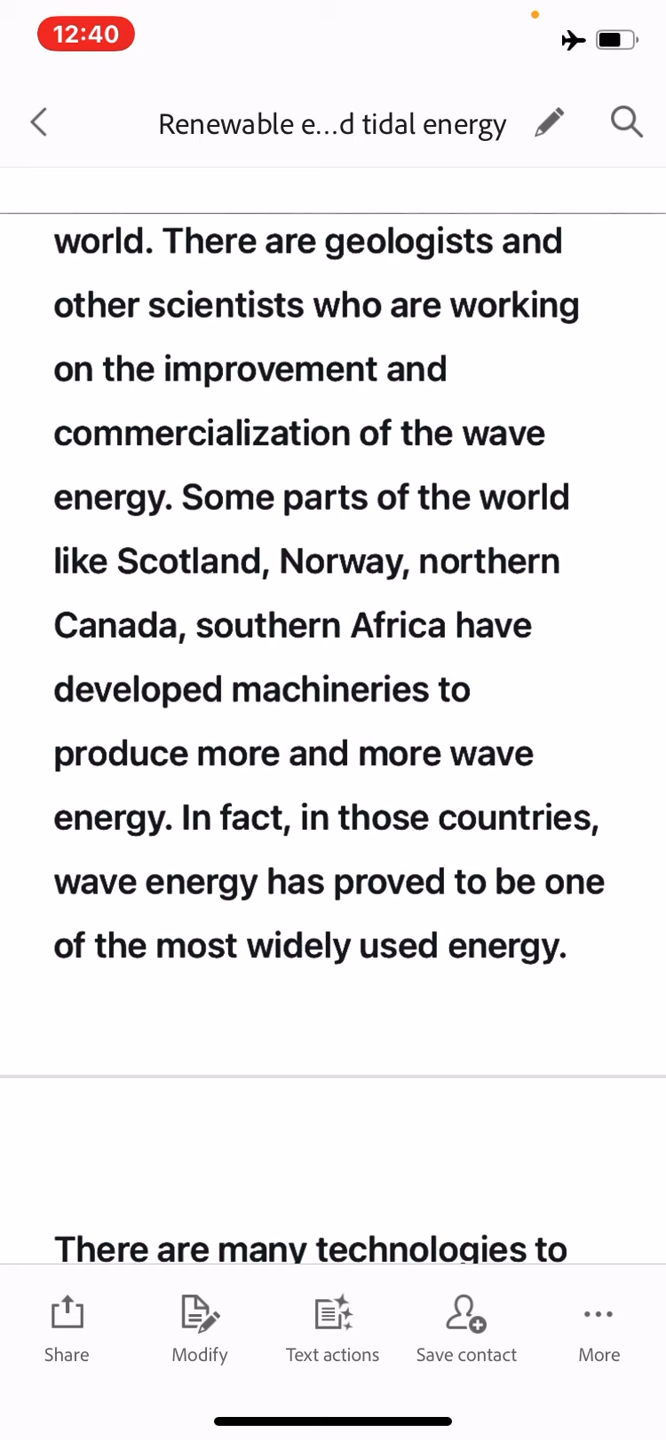 12:40
Renewable e...d tidal energy
world. There are geologists and
other scientists who are working
on the improvement and
commercialization of the wave
energy. Some parts of the world
like Scotland, Norway, northern
Canada, southern Africa have
developed machineries to
produce more and more wave
energy. In fact, in those countries,
wave energy has proved to be one
of the most widely used energy.
There are many technologies to
Share
Modify
Text actions
Save contact
More